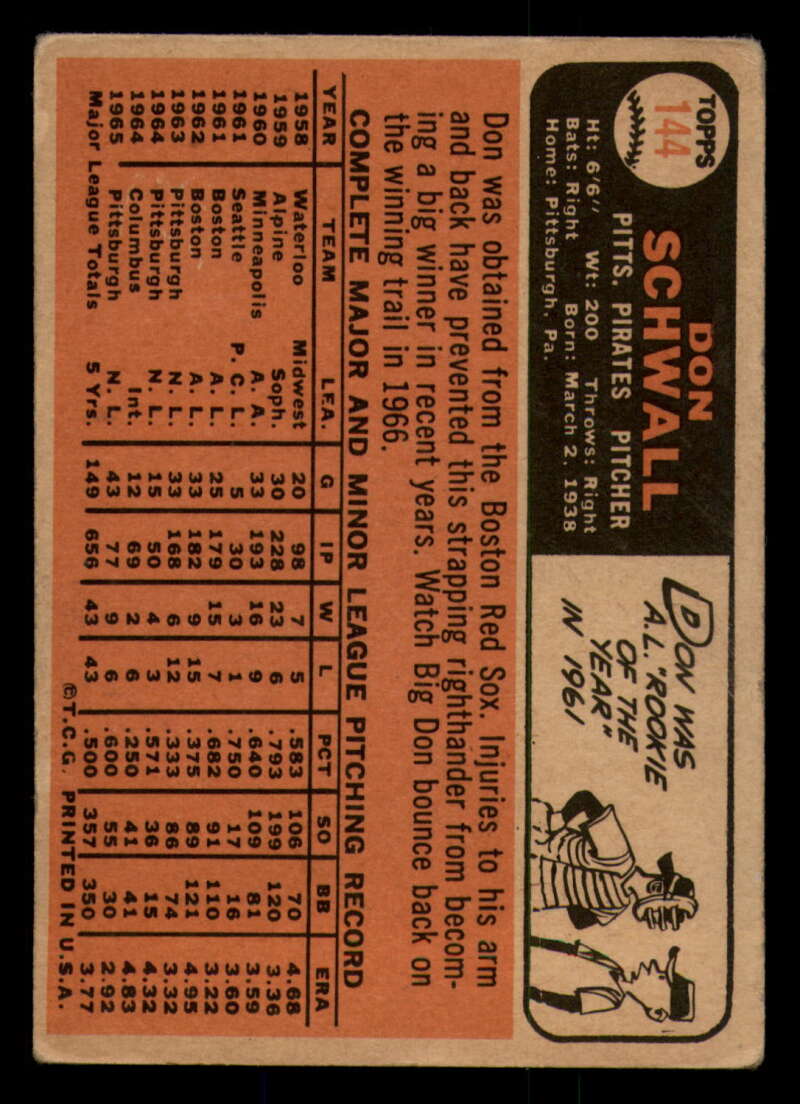 TOPPS
144
DON
SCHWALL
PITTS. PIRATES PITCHER
Ht: 6'6" Wt: 200 Throws: Right
Bats: Right Born: March 2, 1938
Home: Pittsburgh, Pa.
DON WAS
A.L. "ROOKIE
OF THE
YEAR"
IN 1961
Don was obtained from the Boston Red Sox. Injuries to his arm
and back have prevented this strapping righthander from becom-
ing a big winner in recent years. Watch Big Don bounce back on
the winning trail in 1966.
COMPLETE MAJOR AND MINOR LEAGUE PITCHING RECORD
YEAR TEAM LEA. G IP W L PCT SO BB ERA
1958 Waterloo Midwest 20 98 7 5 .583 106 70 4.68
1959 Alpine Soph. 30 228 23 6 .793 199 120 3.36
1960 Minneapolis A. A. 33 193 16 9 .640 109 81 3.59
1961 Seattle P. C. L. 5 30 3 1 .750 17 16 3.60
1961 Boston A. L. 25 179 15 7 .682 91 110 3.22
1962 Boston A. L. 33 182 9 15 .375 89 121 4.95
1963 Pittsburgh N. L. 33 168 6 12 .333 86 74 3.32
1964 Pittsburgh N. L. 15 50 4 3 .571 36 15 4.32
1964 Columbus Int. 12 69 2 6 .250 41 41 4.83
1965 Pittsburgh N. L. 43 77 9 6 .600 55 30 2.92
Major League Totals 5 Yrs. 149 656 43 43 .500 357 350 3.77
©T.C.G. PRINTED IN U.S.A.